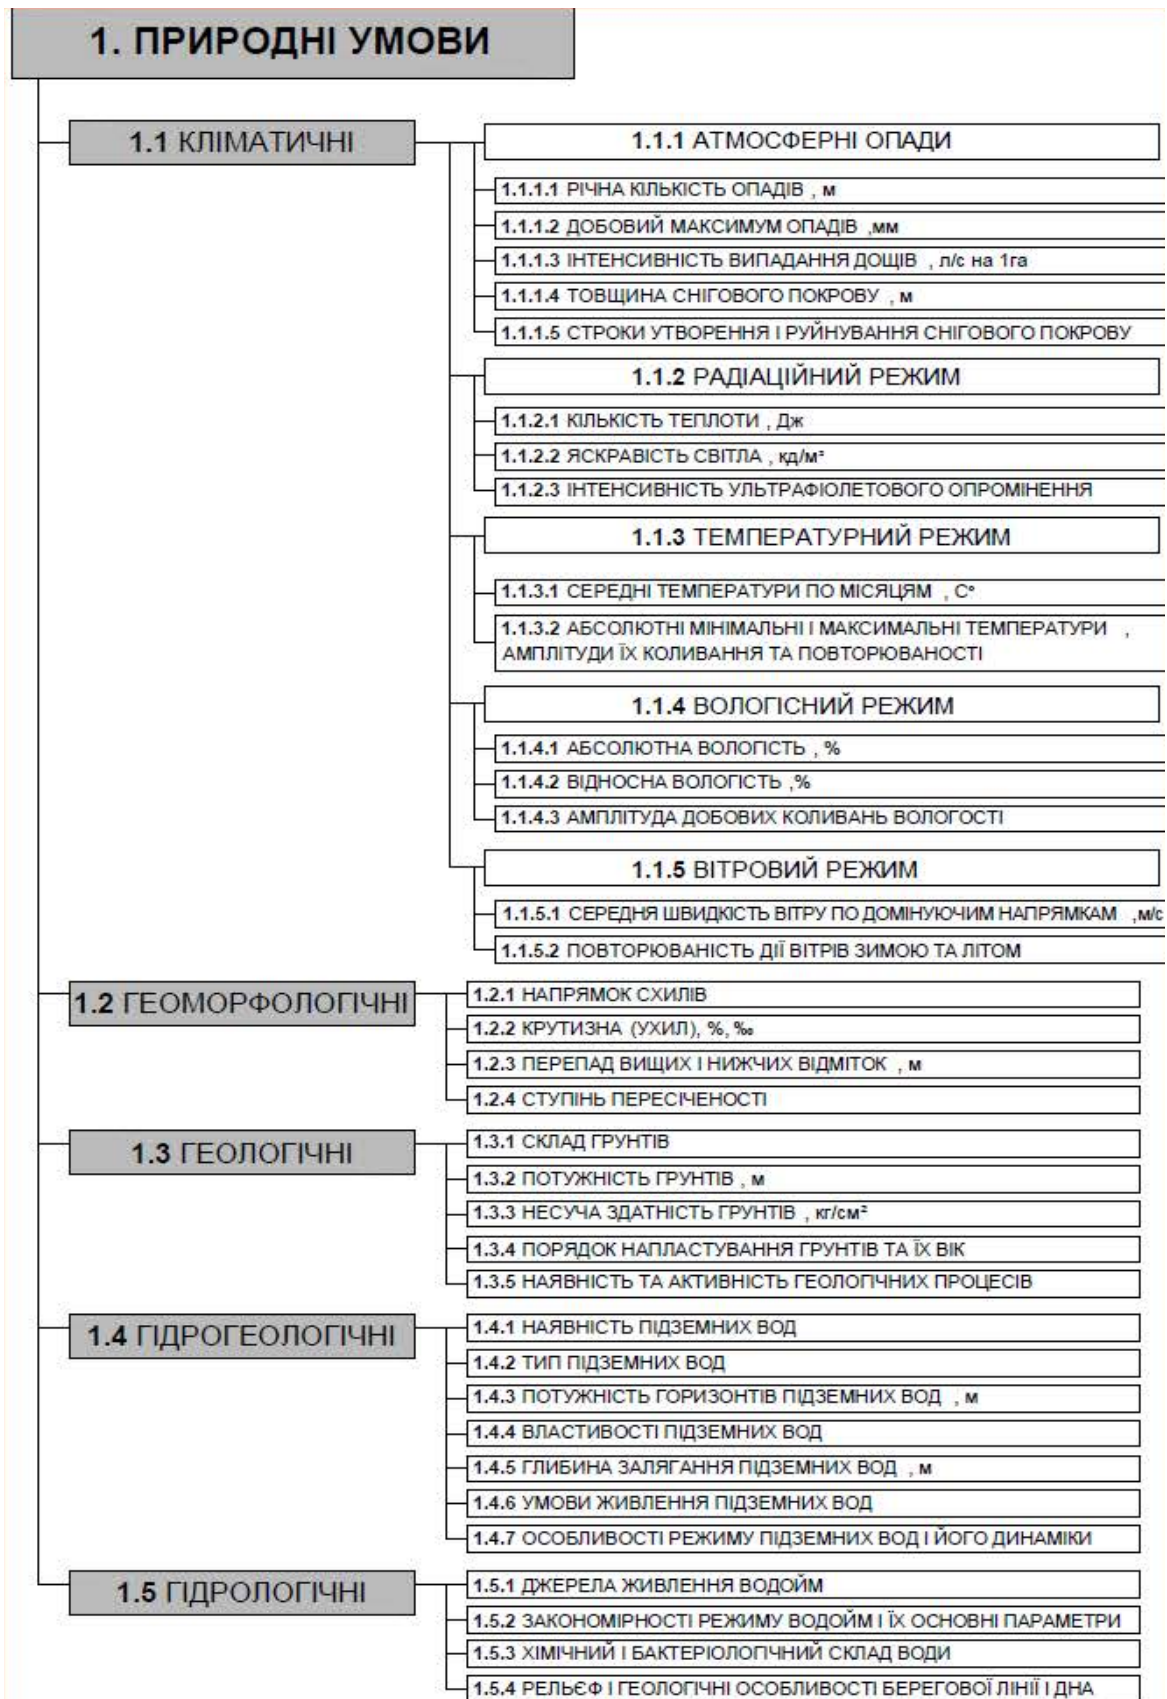 1. ПРИРОДНІ УМОВИ
1.1 КЛІМАТИЧНІ
1.1.1 АТМОСФЕРНІ ОПАДИ
1.1.1.1 РІЧНА КІЛЬКІСТЬ ОПАДІВ , м
1.1.1.2 ДОБОВИЙ МАКСИМУМ ОПАДІВ ,мм
1.1.1.3 ІНТЕНСИВНІСТЬ ВИПАДАННЯ ДОЩІВ , л/с на 1га
1.1.1.4 ТОВЩИНА СНІГОВОГО ПОКРОВУ , м
1.1.1.5 СТРОКИ УТВОРЕННЯ І РУЙНУВАННЯ СНІГОВОГО ПОКРОВУ
1.1.2 РАДІАЦІЙНИЙ РЕЖИМ
1.1.2.1 КІЛЬКІСТЬ ТЕПЛОТИ , Дж
1.1.2.2 ЯСКРАВІСТЬ СВІТЛА , кд/м²
1.1.2.3 ІНТЕНСИВНІСТЬ УЛЬТРАФІОЛЕТОВОГО ОПРОМІНЕННЯ
1.1.3 ТЕМПЕРАТУРНИЙ РЕЖИМ
1.1.3.1 СЕРЕДНІ ТЕМПЕРАТУРИ ПО МІСЯЦЯМ , С°
1.1.3.2 АБСОЛЮТНІ МІНІМАЛЬНІ І МАКСИМАЛЬНІ ТЕМПЕРАТУРИ ,
АМПЛІТУДИ ЇХ КОЛИВАННЯ ТА ПОВТОРЮВАНОСТІ
1.1.4 ВОЛОГІСНИЙ РЕЖИМ
1.1.4.1 АБСОЛЮТНА ВОЛОГІСТЬ , %
1.1.4.2 ВІДНОСНА ВОЛОГІСТЬ ,%
1.1.4.3 АМПЛІТУДА ДОБОВИХ КОЛИВАНЬ ВОЛОГОСТІ
1.1.5 ВІТРОВИЙ РЕЖИМ
1.1.5.1 СЕРЕДНЯ ШВИДКІСТЬ ВІТРУ ПО ДОМІНУЮЧИМ НАПРЯМКАМ ,м/с
1.1.5.2 ПОВТОРЮВАНІСТЬ ДІЇ ВІТРІВ ЗИМОЮ ТА ЛІТОМ
1.2 ГЕОМОРФОЛОГІЧНІ
1.2.1 НАПРЯМОК СХИЛІВ
1.2.2 КРУТИЗНА (УХИЛ), %, ‰
1.2.3 ПЕРЕПАД ВИЩИХ І НИЖЧИХ ВІДМІТОК , м
1.2.4 СТУПІНЬ ПЕРЕСІЧЕНОСТІ
1.3 ГЕОЛОГІЧНІ
1.3.1 СКЛАД ГРУНТІВ
1.3.2 ПОТУЖНІСТЬ ГРУНТІВ , м
1.3.3 НЕСУЧА ЗДАТНІСТЬ ГРУНТІВ , кг/см²
1.3.4 ПОРЯДОК НАПЛАСТУВАННЯ ГРУНТІВ ТА ЇХ ВІК
1.3.5 НАЯВНІСТЬ ТА АКТИВНІСТЬ ГЕОЛОГІЧНИХ ПРОЦЕСІВ
1.4 ГІДРОГЕОЛОГІЧНІ
1.4.1 НАЯВНІСТЬ ПІДЗЕМНИХ ВОД
1.4.2 ТИП ПІДЗЕМНИХ ВОД
1.4.3 ПОТУЖНІСТЬ ГОРИЗОНТІВ ПІДЗЕМНИХ ВОД , м
1.4.4 ВЛАСТИВОСТІ ПІДЗЕМНИХ ВОД
1.4.5 ГЛИБИНА ЗАЛЯГАННЯ ПІДЗЕМНИХ ВОД , м
1.4.6 УМОВИ ЖИВЛЕННЯ ПІДЗЕМНИХ ВОД
1.4.7 ОСОБЛИВОСТІ РЕЖИМУ ПІДЗЕМНИХ ВОД І ЙОГО ДИНАМІКИ
1.5 ГІДРОЛОГІЧНІ
1.5.1 ДЖЕРЕЛА ЖИВЛЕННЯ ВОДОЙМ
1.5.2 ЗАКОНОМІРНОСТІ РЕЖИМУ ВОДОЙМ І ЇХ ОСНОВНІ ПАРАМЕТРИ
1.5.3 ХІМІЧНИЙ І БАКТЕРІОЛОГІЧНИЙ СКЛАД ВОДИ
1.5.4 РЕЛЬЄФ І ГЕОЛОГІЧНІ ОСОБЛИВОСТІ БЕРЕГОВОЇ ЛІНІЇ І ДНА